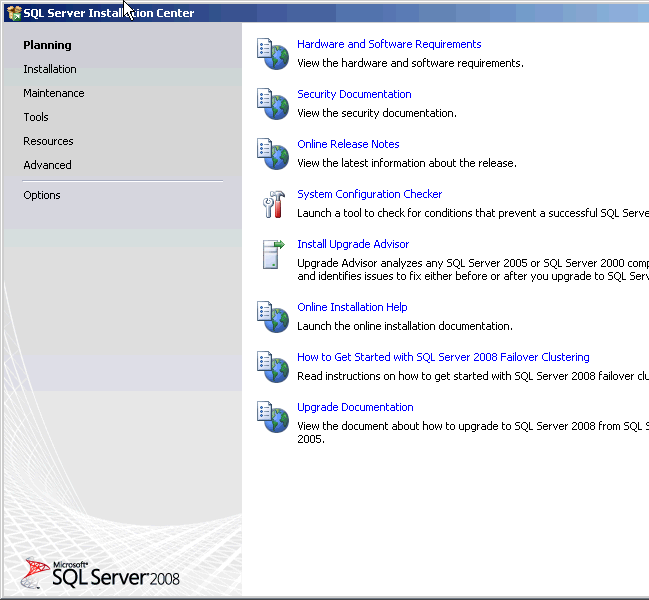 SQL Server Installation Center
Planning
Installation
Maintenance
Tools
Resources
Advanced
Options
Hardware and Software Requirements
View the hardware and software requirements.
Security Documentation
View the security documentation.
Online Release Notes
View the latest information about the release.
System Configuration Checker
Launch a tool to check for conditions that prevent a successful SQL Serve
Install Upgrade Advisor
Upgrade Advisor analyzes any SQL Server 2005 or SQL Server 2000 comp
and identifies issues to fix either before or after you upgrade to SQL Serv
Online Installation Help
Launch the online installation documentation.
How to Get Started with SQL Server 2008 Failover Clustering
Read instructions on how to get started with SQL Server 2008 failover clu
Upgrade Documentation
View the document about how to upgrade to SQL Server 2008 from SQL S
2005.
Microsoft®
SQL Server 2008